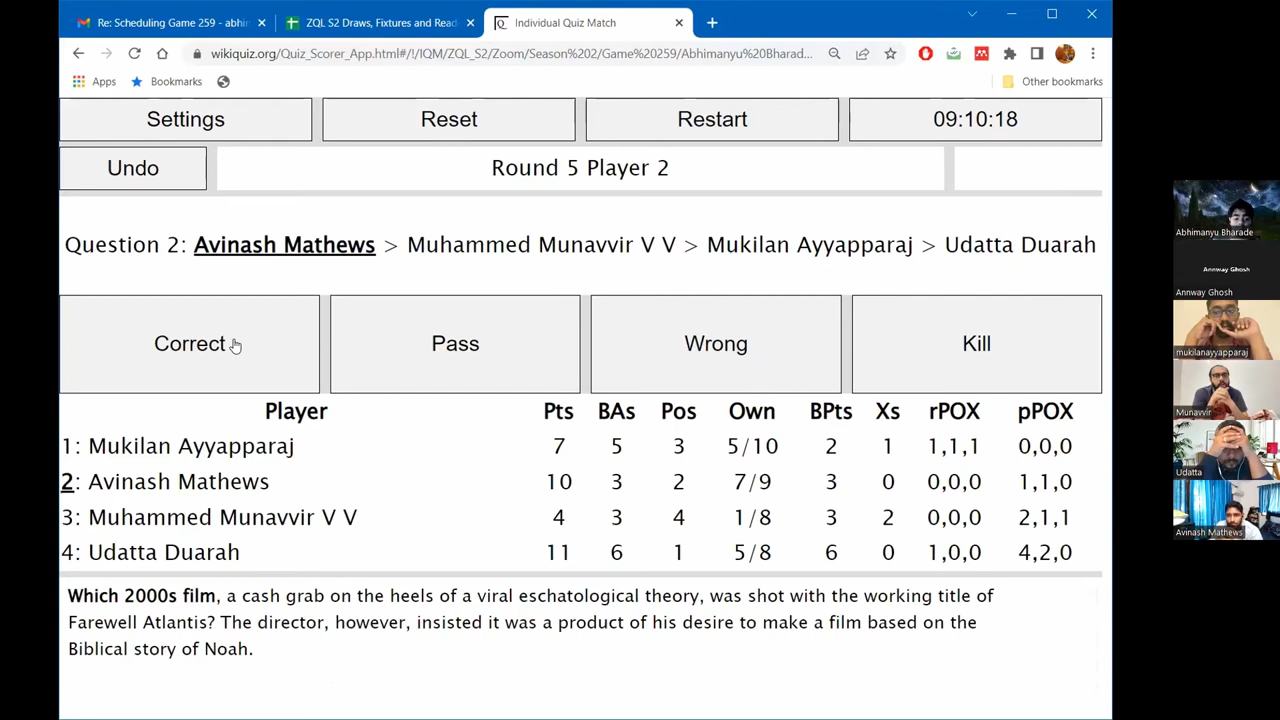 Re: Scheduling Game 259 - abhim
ZQL S2 Draws, Fixtures and Read
Individual Quiz Match
wikiquiz.org/Quiz_Scorer_App.html#/!/IQM/ZQL_S2/Zoom/Season%202/Game%20259/Abhimanyu%20Bharad...
Apps
Bookmarks
Other bookmarks
Settings
Reset
Restart
09:10:18
Undo
Round 5 Player 2
Question 2: Avinash Mathews > Muhammed Munavvir V V > Mukilan Ayyapparaj > Udatta Duarah
Correct
Pass
Wrong
Kill
Player Pts BAs Pos Own BPts Xs rPOX pPOX
1: Mukilan Ayyapparaj 7 5 3 5/10 2 1 1,1,1 0,0,0
2: Avinash Mathews 10 3 2 7/9 3 0 0,0,0 1,1,0
3: Muhammed Munavvir V V 4 3 4 1/8 3 2 0,0,0 2,1,1
4: Udatta Duarah 11 6 1 5/8 6 0 1,0,0 4,2,0
Which 2000s film, a cash grab on the heels of a viral eschatological theory, was shot with the working title of
Farewell Atlantis? The director, however, insisted it was a product of his desire to make a film based on the
Biblical story of Noah.
Abhimanyu Bharade
Annway Ghosh
Annway Ghosh
mukilanayyapparaj
Munavvir
Udatta
Avinash Mathews